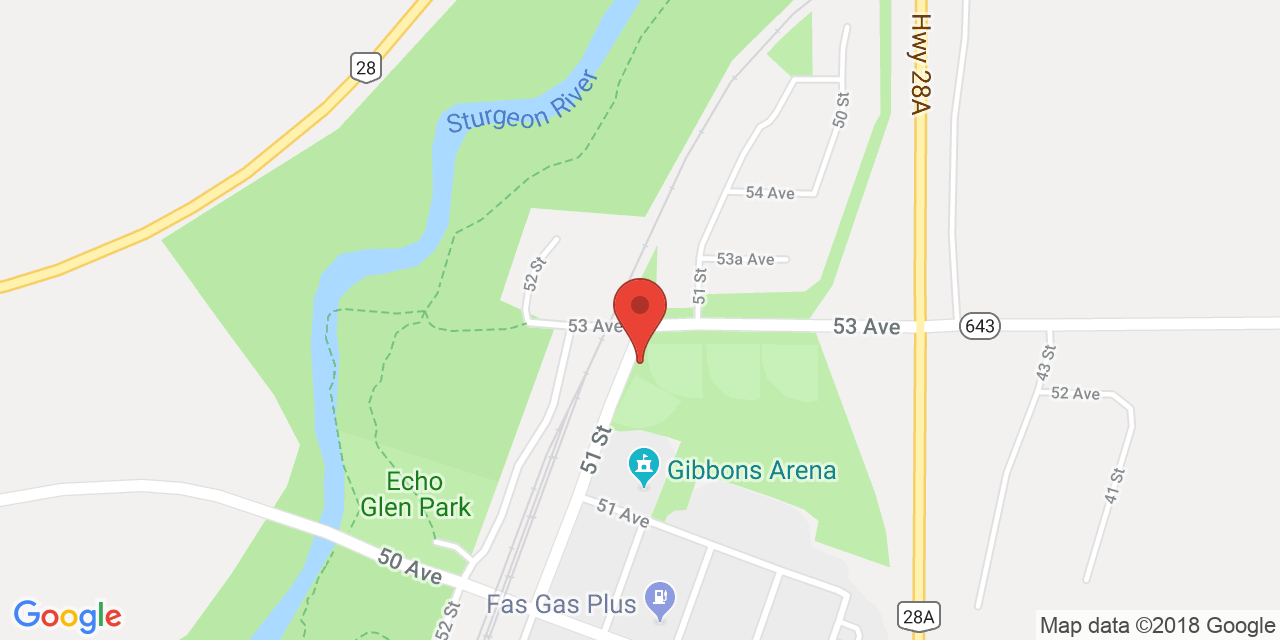 Hwy 28A
28
Sturgeon River
50 St
54 Ave
53a Ave
52 St
51 St
53 Ave
53 Ave
643
43 St
52 Ave
51 St
Gibbons Arena
41 St
Echo
Glen Park
51 Ave
50 Ave
Fas Gas Plus
52 St
28A
Google
Map data ©2018 Google